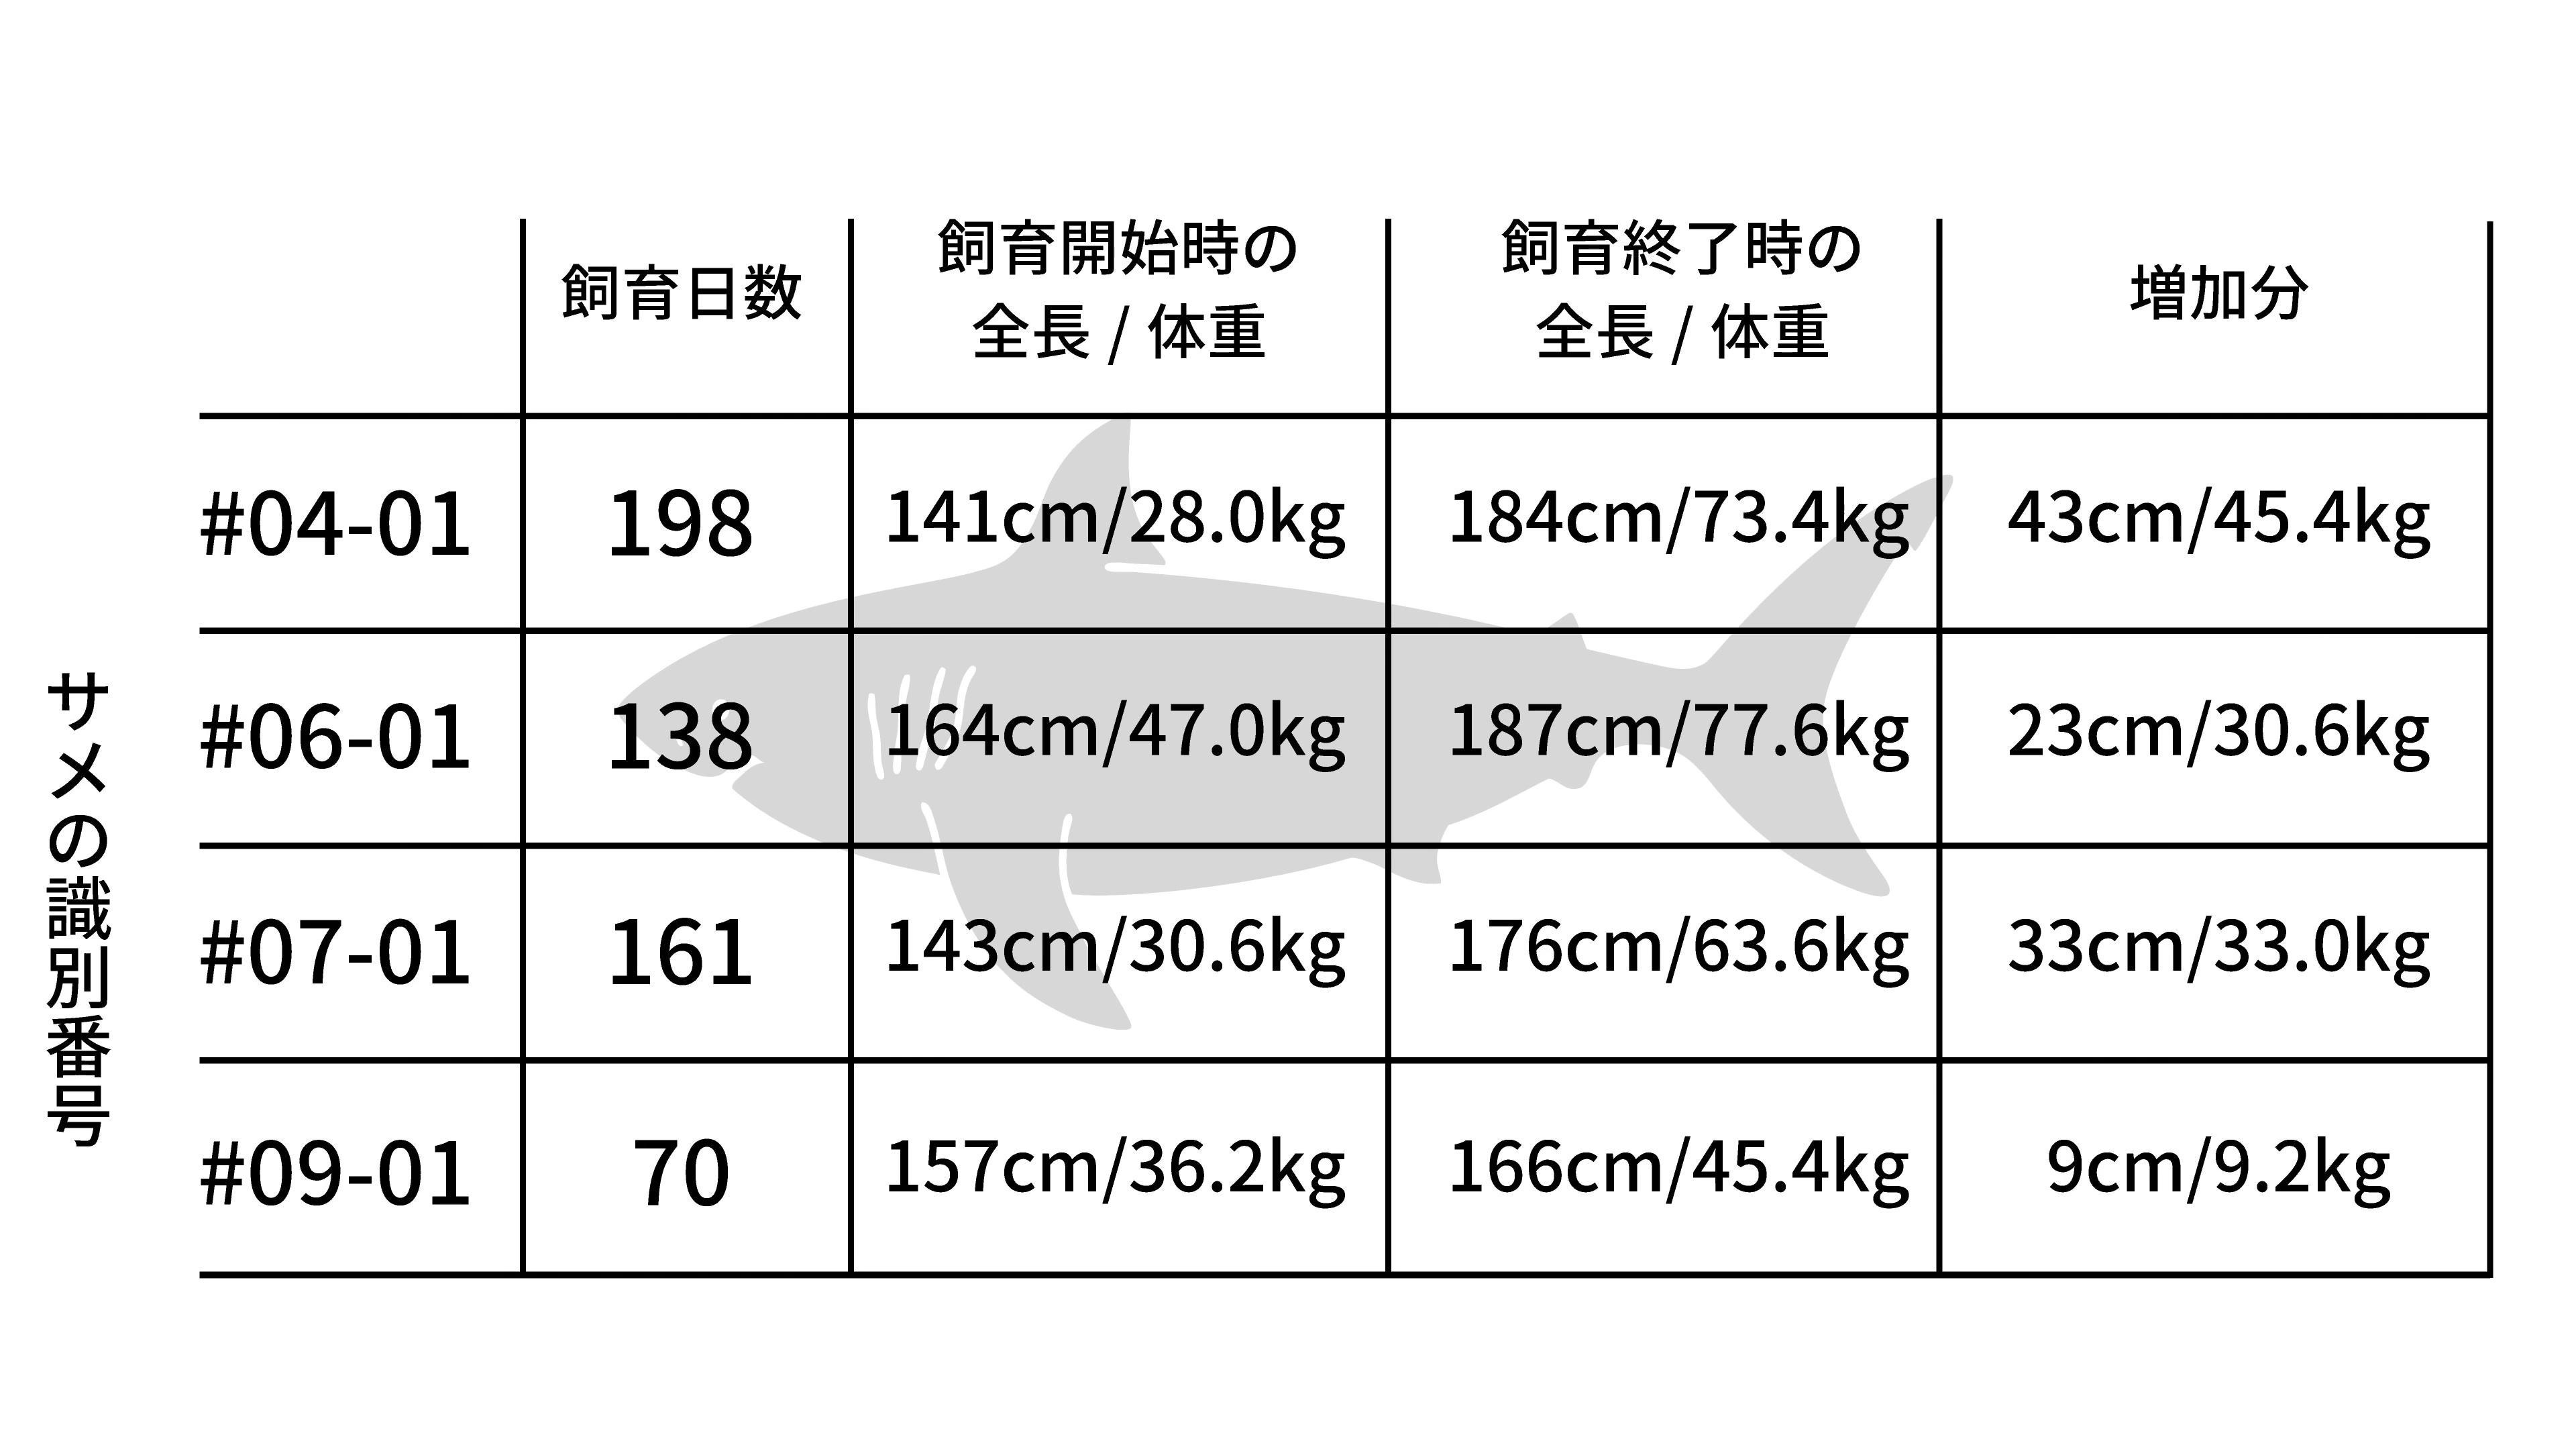 飼育日数
飼育開始時の
全長 / 体重
飼育終了時の
全長 / 体重
増加分
サメの識別番号
#04-01 198 141cm/28.0kg 184cm/73.4kg 43cm/45.4kg
#06-01 138 164cm/47.0kg 187cm/77.6kg 23cm/30.6kg
#07-01 161 143cm/30.6kg 176cm/63.6kg 33cm/33.0kg
#09-01 70 157cm/36.2kg 166cm/45.4kg 9cm/9.2kg